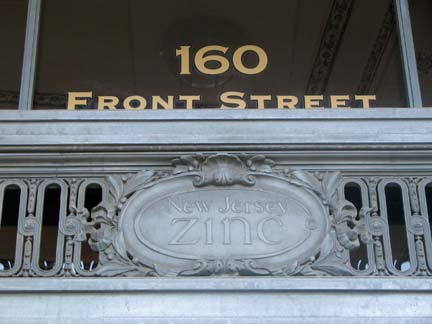 160
FRONT STREET
New Jersey
zinc